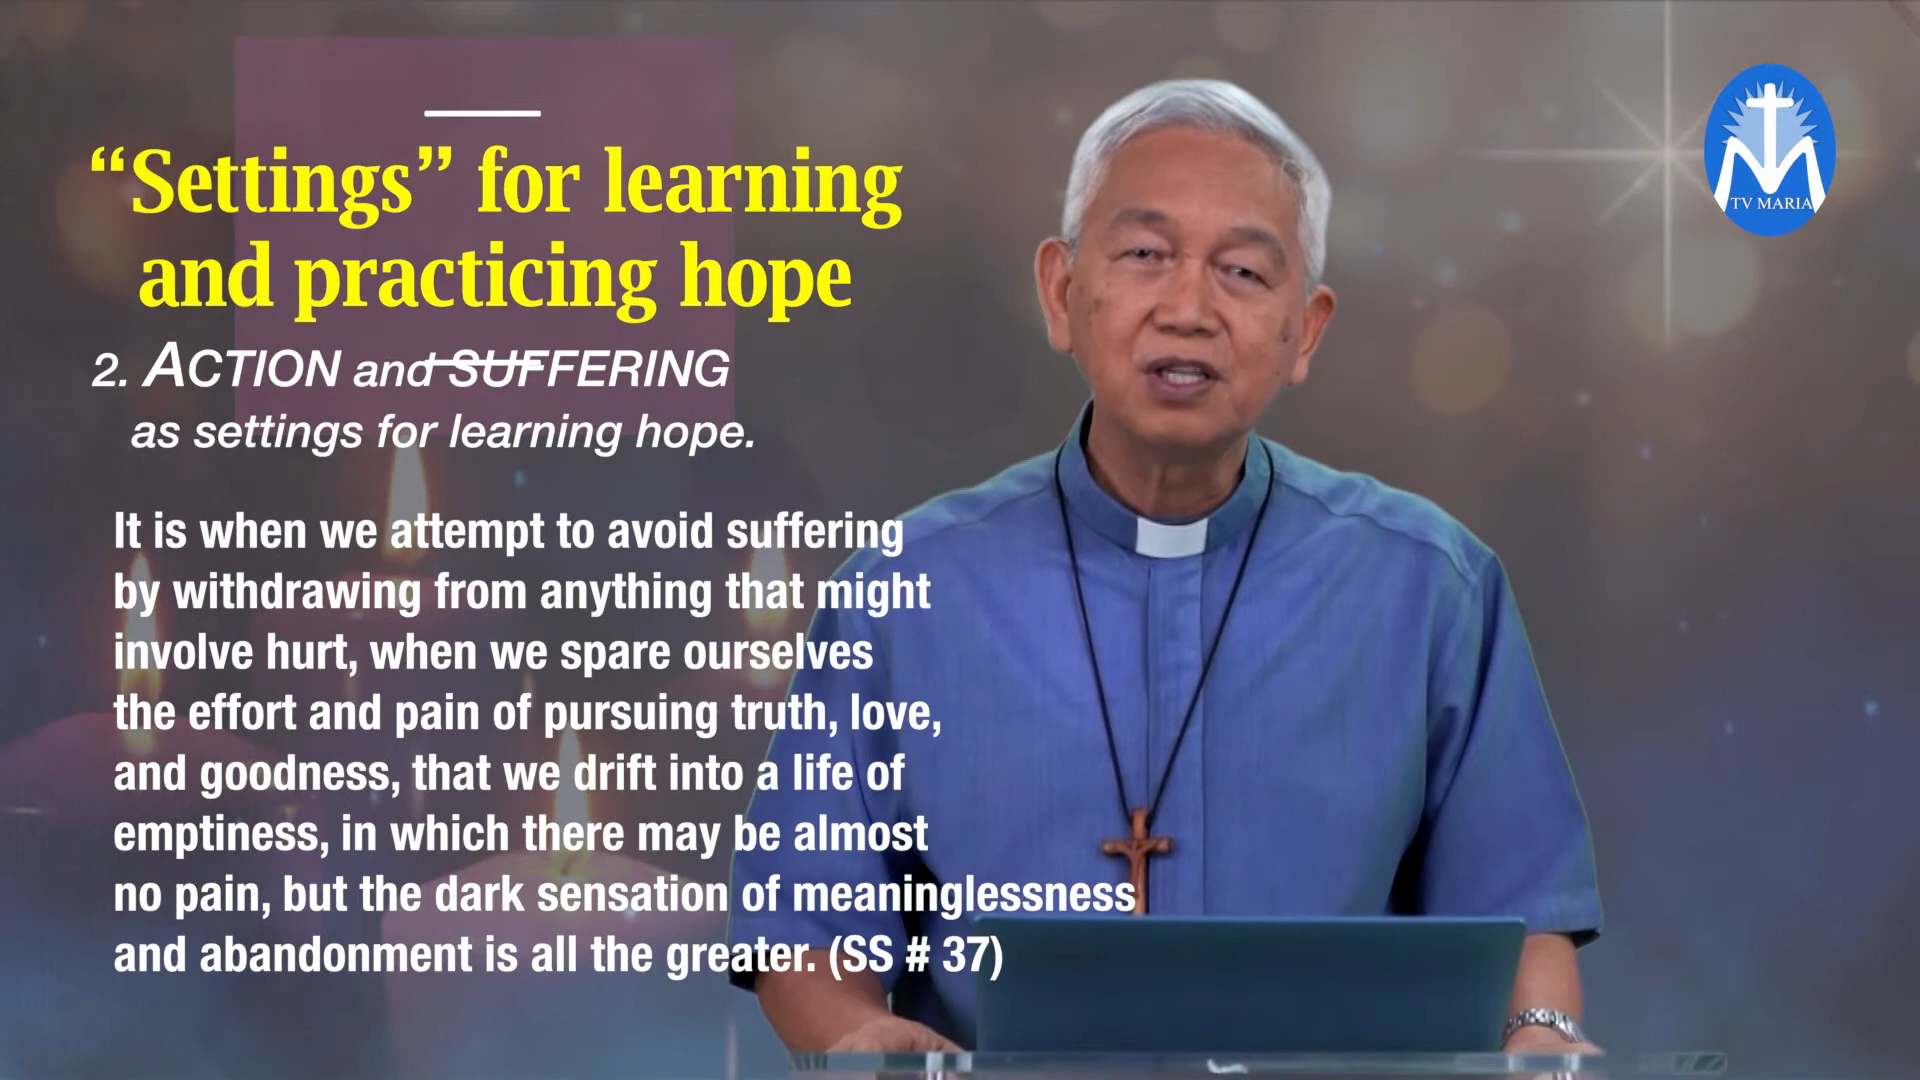 “Settings” for learning
and practicing hope
2. ACTION and SUFFERING
as settings for learning hope.
It is when we attempt to avoid suffering
by withdrawing from anything that might
involve hurt, when we spare ourselves
the effort and pain of pursuing truth, love,
and goodness, that we drift into a life of
emptiness, in which there may be almost
no pain, but the dark sensation of meaninglessness
and abandonment is all the greater. (SS # 37)
TV MARIA